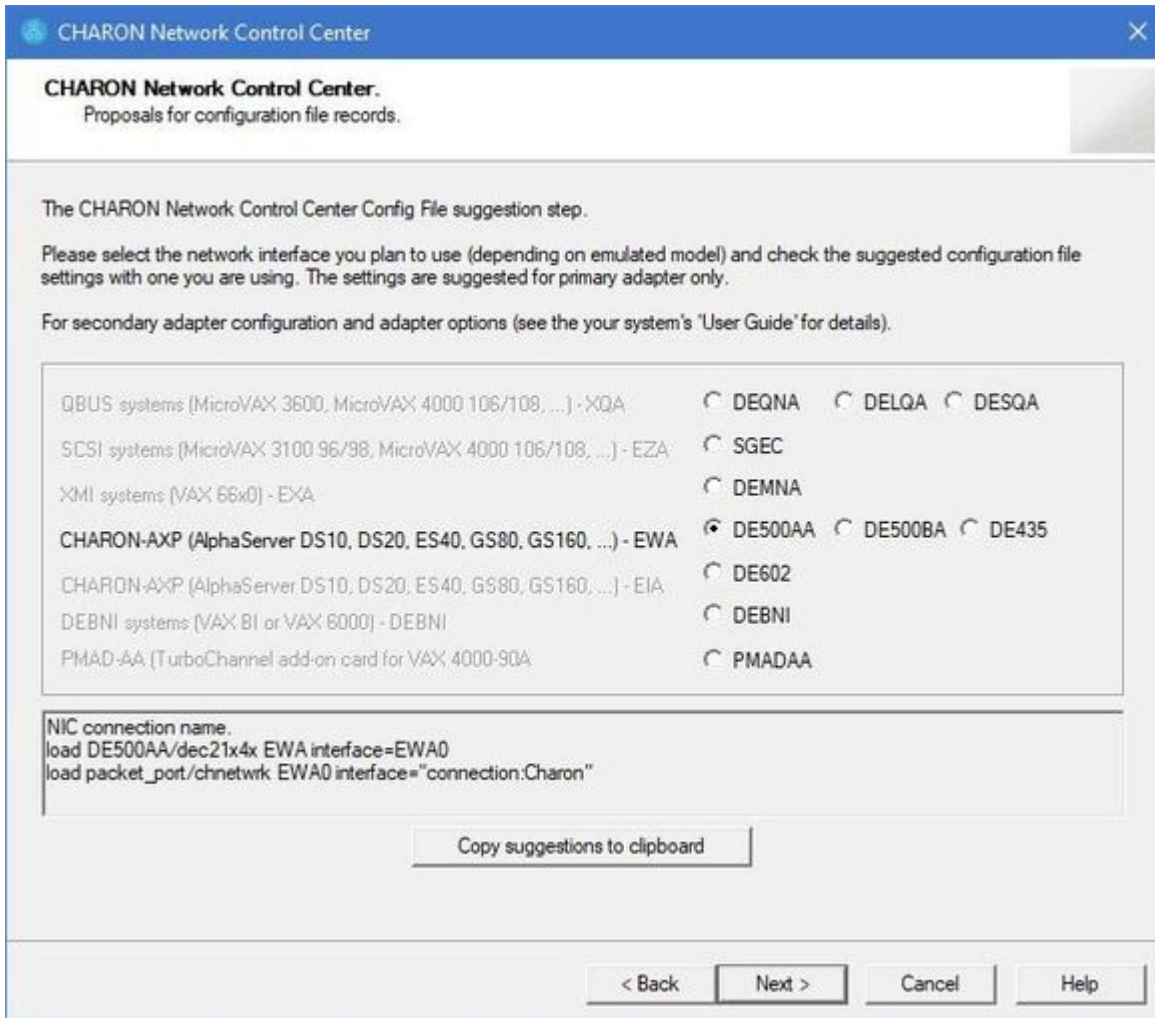 CHARON Network Control Center
CHARON Network Control Center.
Proposals for configuration file records.
The CHARON Network Control Center Config File suggestion step.
Please select the network interface you plan to use (depending on emulated model) and check the suggested configuration file
settings with one you are using. The settings are suggested for primary adapter only.
For secondary adapter configuration and adapter options (see the your system's 'User Guide' for details).
QBUS systems (MicroVAX 3600, MicroVAX 4000 106/108, ...) - XQA DEQNA DELQA DESQA
SCSI systems (MicroVAX 3100 96/98, MicroVAX 4000 106/108, ...) - EZA SGEC
XMI systems (VAX 66x0) - EXA DEMNA
CHARON-AXP (AlphaServer DS10, DS20, ES40, GS80, GS160, ...) - EWA DE500AA DE500BA DE435
CHARON-AXP (AlphaServer DS10, DS20, ES40, GS80, GS160, ...) - EIA DE602
DEBNI systems (VAX BI or VAX 6000) - DEBNI DEBNI
PMAD-AA (TurboChannel add-on card for VAX 4000-90A PMADAA
NIC connection name.
load DE500AA/dec21x4x EWA interface=EWA0
load packet_port/chnetwrk EWA0 interface="connection:Charon"
Copy suggestions to clipboard
< Back Next > Cancel Help